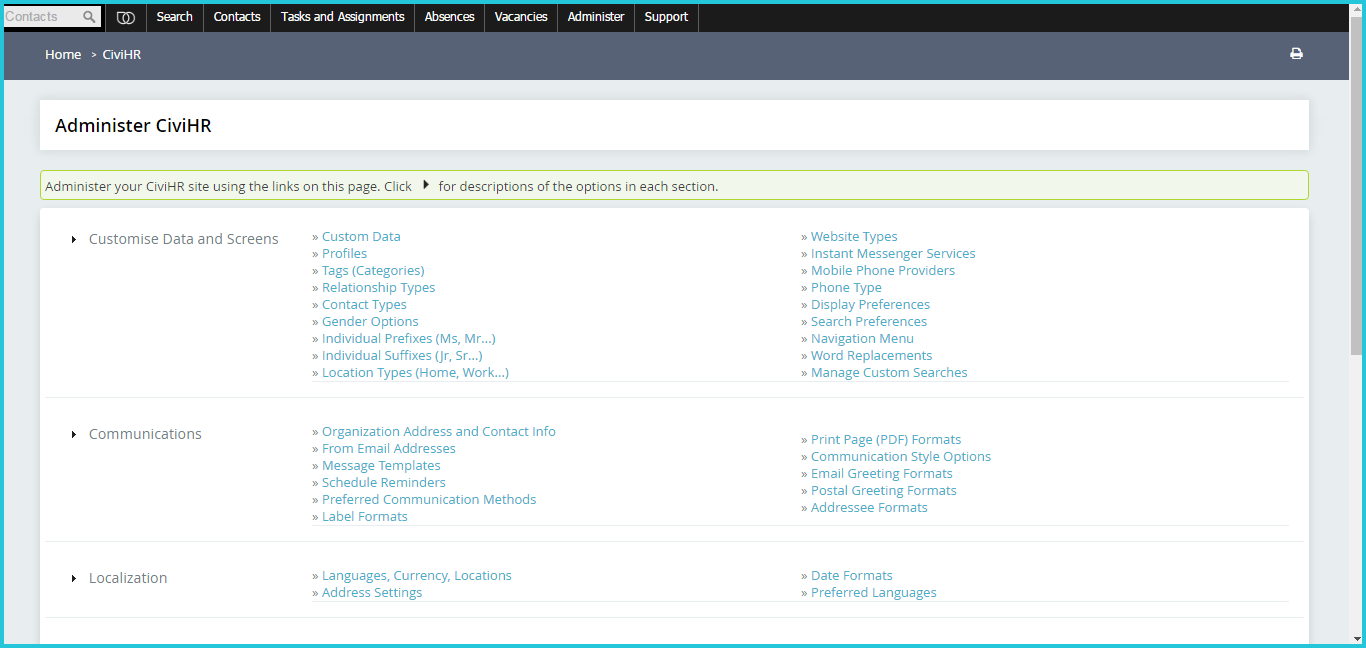 Contacts
Search
Contacts
Tasks and Assignments
Absences
Vacancies
Administer
Support
Home > CiviHR
Administer CiviHR
Administer your CiviHR site using the links on this page. Click for descriptions of the options in each section.
Customise Data and Screens
» Custom Data
» Profiles
» Tags (Categories)
» Relationship Types
» Contact Types
» Gender Options
» Individual Prefixes (Ms, Mr...)
» Individual Suffixes (Jr, Sr...)
» Location Types (Home, Work...)
» Website Types
» Instant Messenger Services
» Mobile Phone Providers
» Phone Type
» Display Preferences
» Search Preferences
» Navigation Menu
» Word Replacements
» Manage Custom Searches
Communications
» Organization Address and Contact Info
» From Email Addresses
» Message Templates
» Schedule Reminders
» Preferred Communication Methods
» Label Formats
» Print Page (PDF) Formats
» Communication Style Options
» Email Greeting Formats
» Postal Greeting Formats
» Addressee Formats
Localization
» Languages, Currency, Locations
» Address Settings
» Date Formats
» Preferred Languages